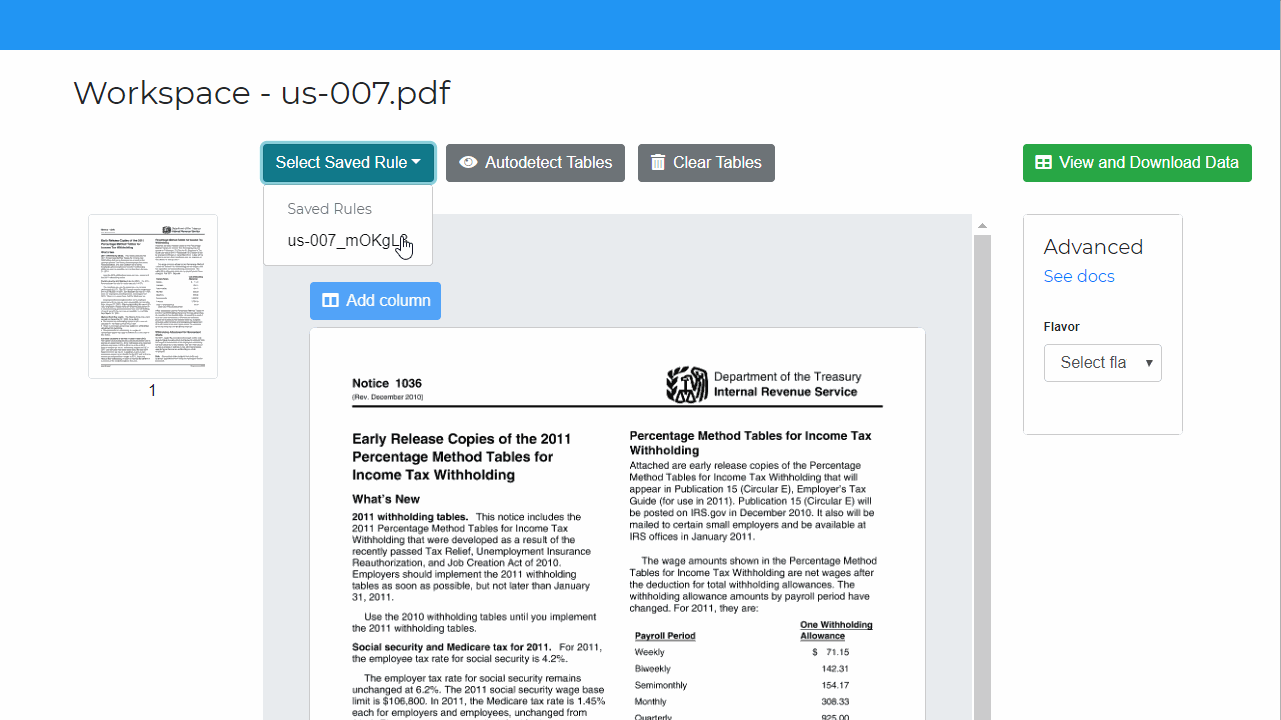 Workspace - us-007.pdf
Select Saved Rule
Autodetect Tables
Clear Tables
View and Download Data
Saved Rules
Add column
1
Advanced
See docs
Flavor
Select fla
Notice 1036
(Rev. December 2010)
Department of the Treasury
Internal Revenue Service
Early Release Copies of the 2011
Percentage Method Tables for
Income Tax Withholding
What's New
2011 withholding tables. This notice includes the
2011 Percentage Method Tables for Income Tax
Withholding that were developed as a result of the
recently passed Tax Relief, Unemployment Insurance
Reauthorization, and Job Creation Act of 2010.
Employers should implement the 2011 withholding
tables as soon as possible, but not later than January
31, 2011.
Use the 2010 withholding tables until you implement
the 2011 withholding tables.
Social security and Medicare tax for 2011. For 2011,
the employee tax rate for social security is 4.2%.
The employer tax rate for social security remains
unchanged at 6.2%. The 2011 social security wage base
limit is $106,800. In 2011, the Medicare tax rate is 1.45%
each for employers and employees, unchanged from
Percentage Method Tables for Income Tax
Withholding
Attached are early release copies of the Percentage
Method Tables for Income Tax Withholding that will
appear in Publication 15 (Circular E), Employer's Tax
Guide (for use in 2011). Publication 15 (Circular E) will
be posted on IRS.gov in December 2010. It also will be
mailed to certain small employers and be available at
IRS offices in January 2011.
The wage amounts shown in the Percentage Method
Tables for Income Tax Withholding are net wages after
the deduction for total withholding allowances. The
withholding allowance amounts by payroll period have
changed. For 2011, they are:
One Withholding
Payroll Period Allowance
Weekly $ 71.15
Biweekly 142.31
Semimonthly 154.17
Monthly 308.33
Quarterly 925.00